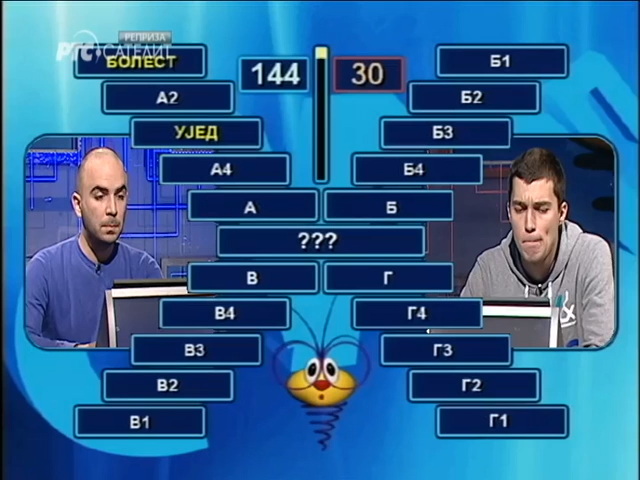 РЕПРИЗА
РТС САТЕЛИТ
БОЛЕСТ
144
30
Б1
А2
Б2
УЈЕД
Б3
А4
Б4
А
Б
???
В
Г
В4
Г4
В3
Г3
В2
Г2
В1
Г1